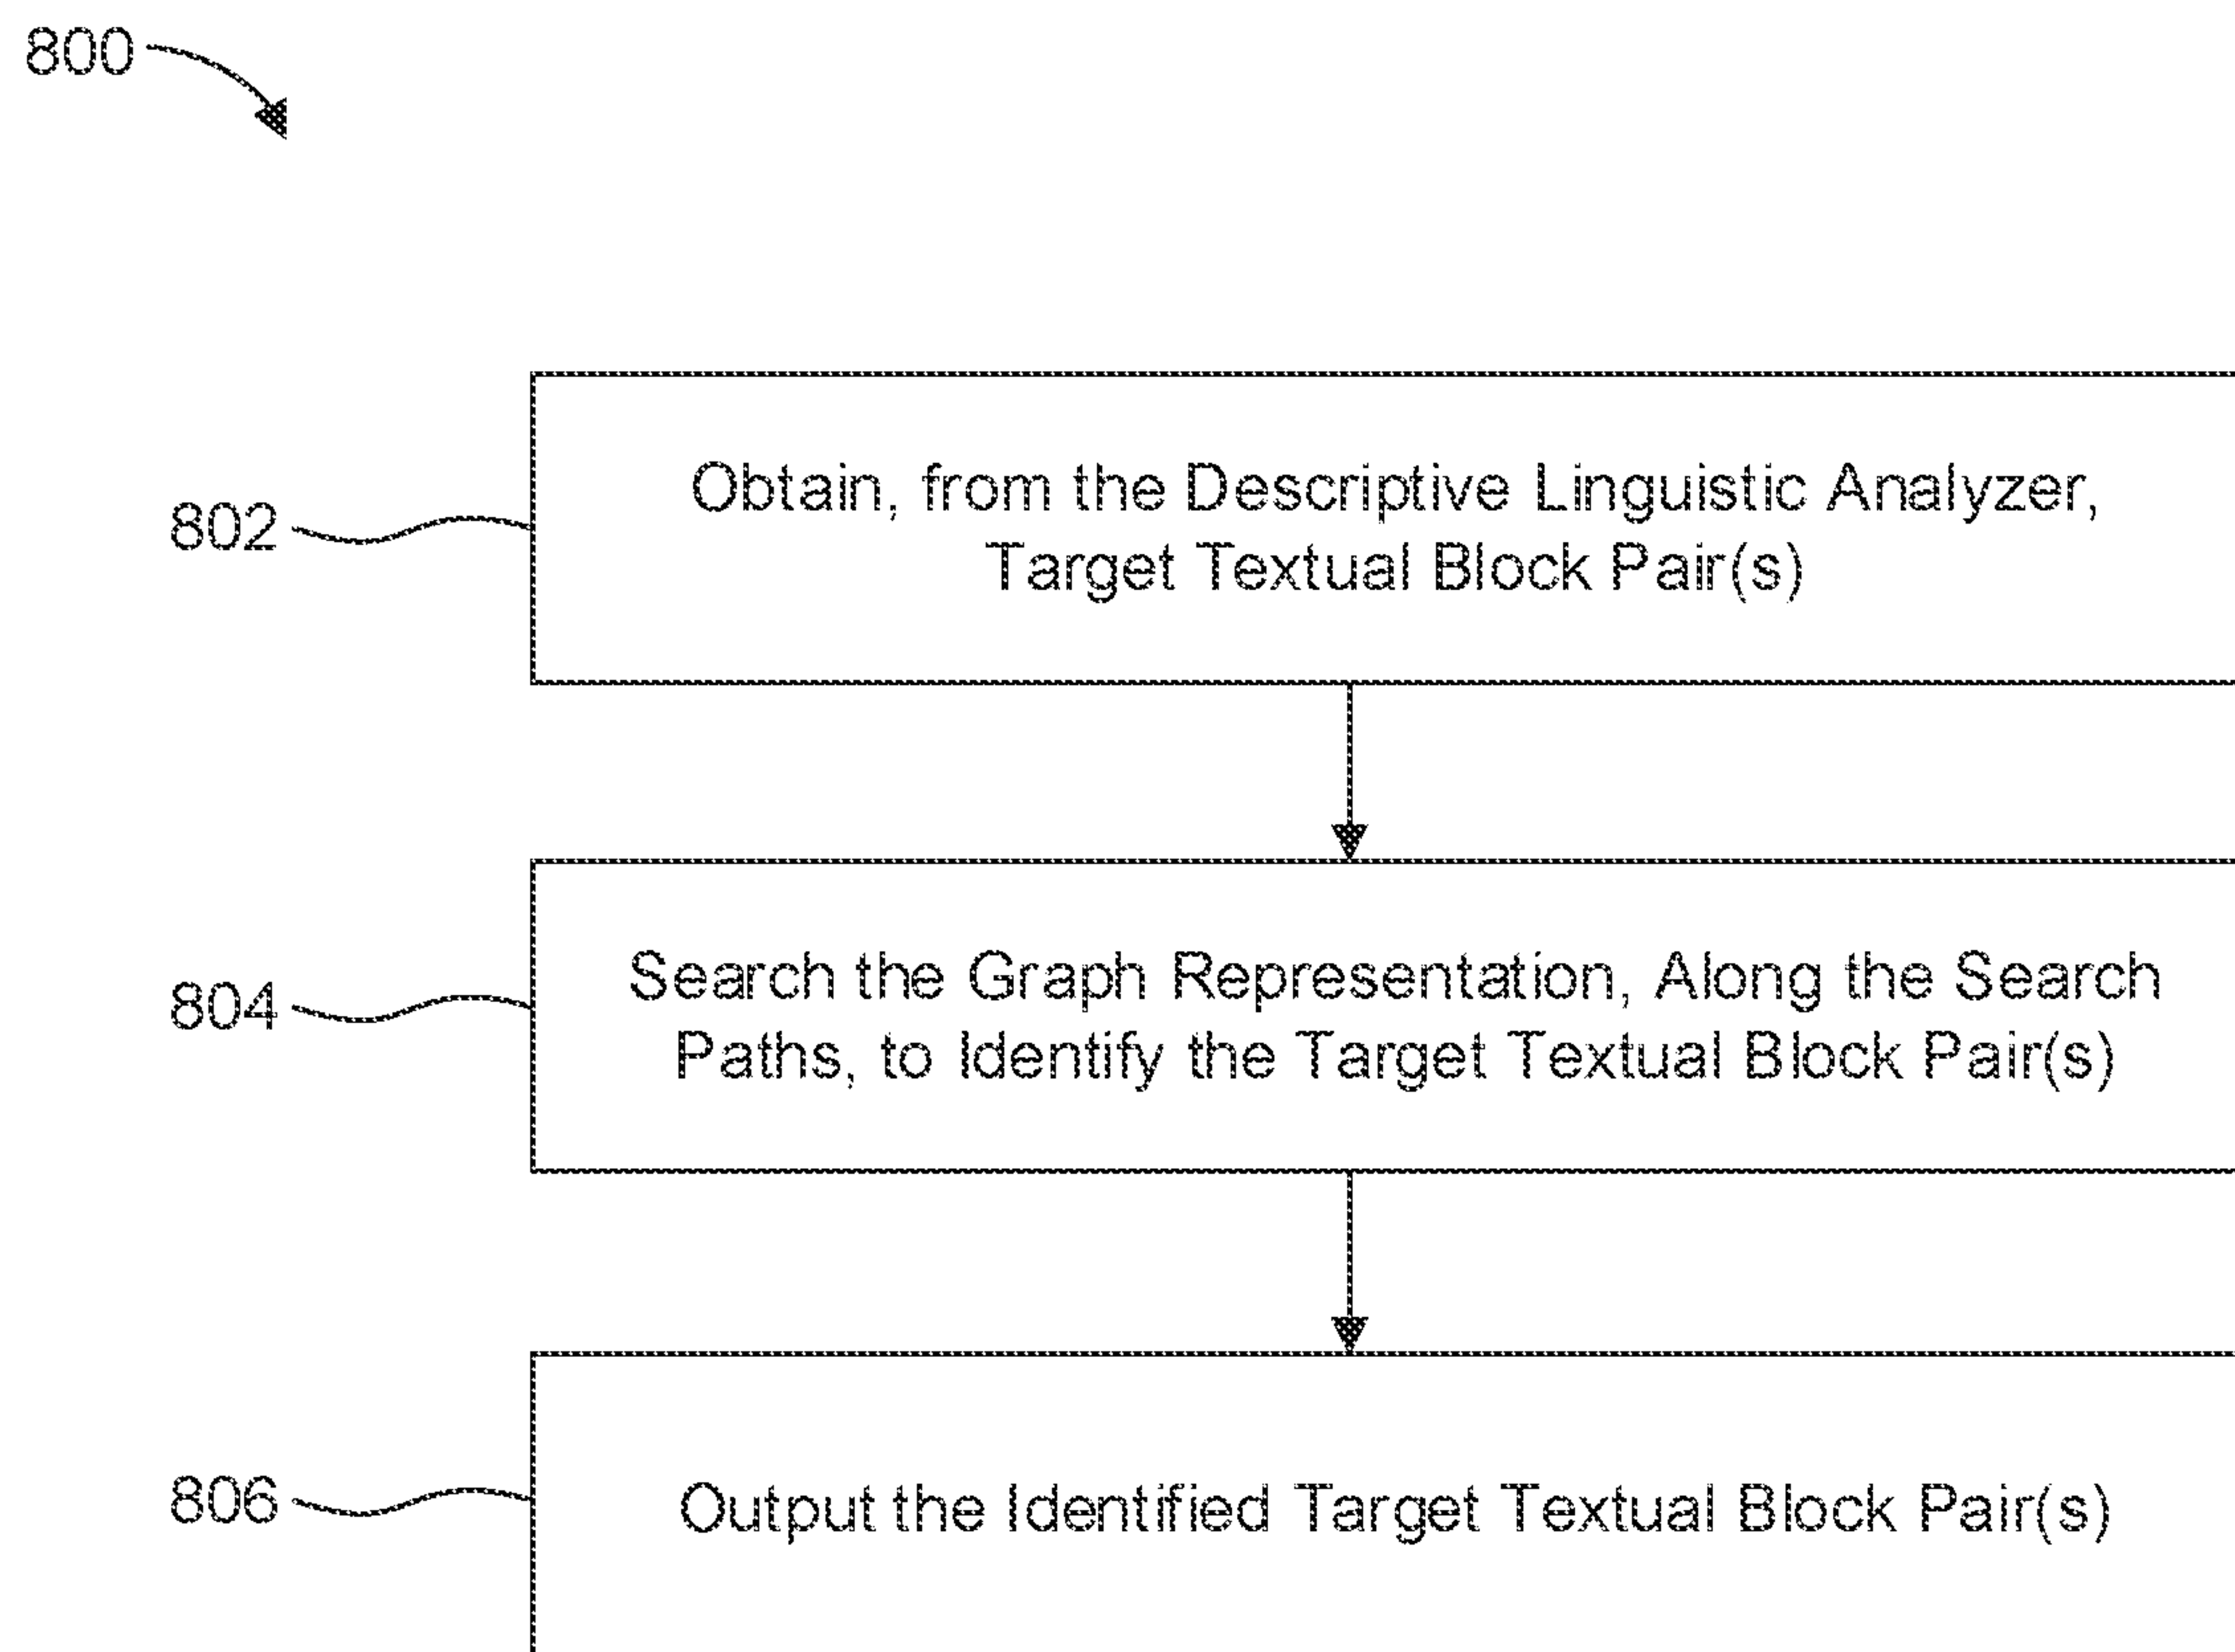 800
802
Obtain, from the Descriptive Linguistic Analyzer,
Target Textual Block Pair(s)
804
Search the Graph Representation, Along the Search
Paths, to Identify the Target Textual Block Pair(s)
806
Output the Identified Target Textual Block Pair(s)